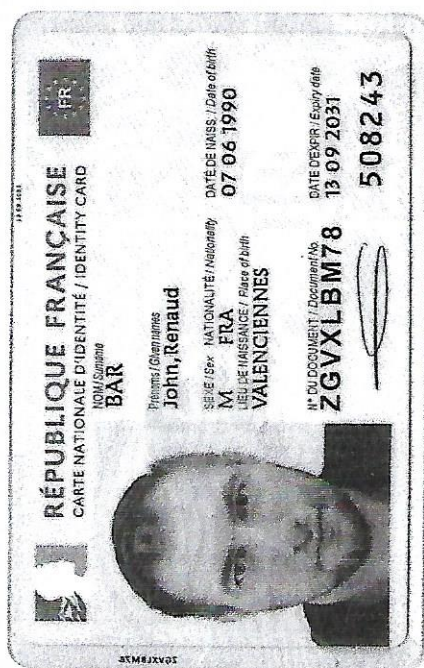 RÉPUBLIQUE FRANÇAISE
CARTE NATIONALE D'IDENTITÉ / IDENTITY CARD
FR
NOM/Surname
BAR
Prénoms/Given names
John, Renaud
SEXE/Sex NATIONALITÉ/Nationality DATE DE NAISS./Date of birth
M FRA 07 06 1990
LIEU DE NAISSANCE/Place of birth
VALENCIENNES
N° DU DOCUMENT/Document No. DATE D'EXPIR/Expiry date
ZGVXLBM78 13 09 2031
508243
ZGVXLBM78